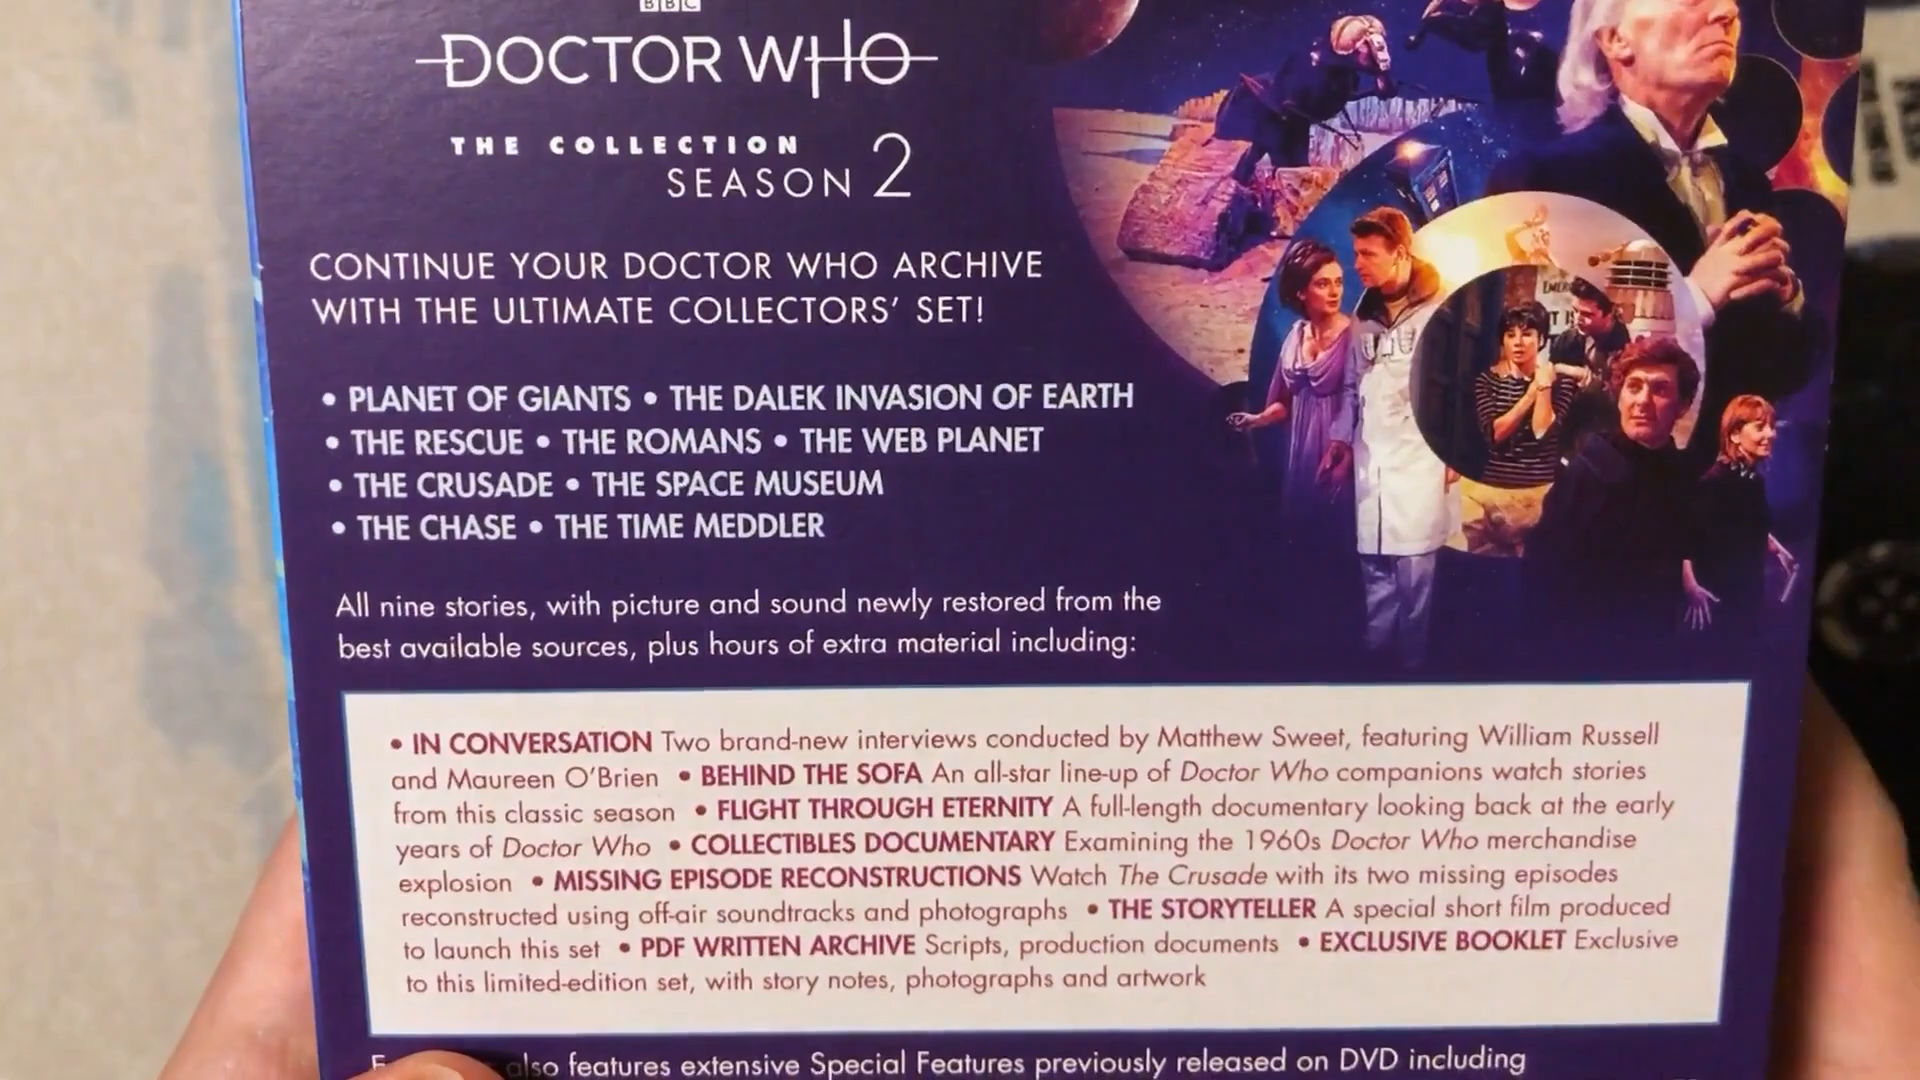 BBC
DOCTOR WHO
THE COLLECTION
SEASON 2
CONTINUE YOUR DOCTOR WHO ARCHIVE
WITH THE ULTIMATE COLLECTORS' SET!
• PLANET OF GIANTS • THE DALEK INVASION OF EARTH
• THE RESCUE • THE ROMANS • THE WEB PLANET
• THE CRUSADE • THE SPACE MUSEUM
• THE CHASE • THE TIME MEDDLER
All nine stories, with picture and sound newly restored from the
best available sources, plus hours of extra material including:
• IN CONVERSATION Two brand-new interviews conducted by Matthew Sweet, featuring William Russell
and Maureen O'Brien • BEHIND THE SOFA An all-star line-up of Doctor Who companions watch stories
from this classic season • FLIGHT THROUGH ETERNITY A full-length documentary looking back at the early
years of Doctor Who • COLLECTIBLES DOCUMENTARY Examining the 1960s Doctor Who merchandise
explosion • MISSING EPISODE RECONSTRUCTIONS Watch The Crusade with its two missing episodes
reconstructed using off-air soundtracks and photographs • THE STORYTELLER A special short film produced
to launch this set • PDF WRITTEN ARCHIVE Scripts, production documents • EXCLUSIVE BOOKLET Exclusive
to this limited-edition set, with story notes, photographs and artwork
also features extensive Special Features previously released on DVD including